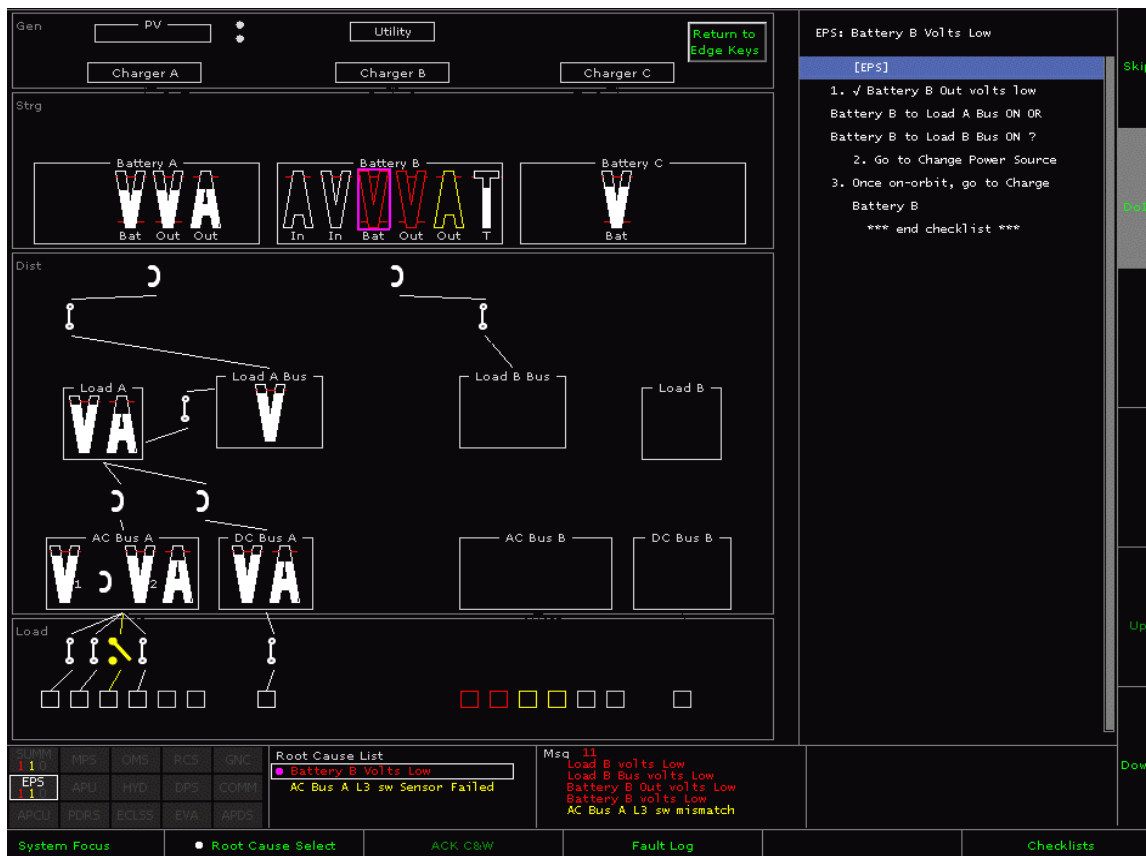 Gen
PV
Utility
Return to
Edge Keys
Charger A
Charger B
Charger C
Strg
Battery A
V V A
Bat Out Out
Battery B
A V V V A T
In In Bat Out Out T
Battery C
V
Bat
Dist
Load A
V A
Load A Bus
V
Load B Bus
Load B
AC Bus A
V 1 V 2 A
DC Bus A
V A
AC Bus B
DC Bus B
Load
EPS: Battery B Volts Low
[EPS]
1. √ Battery B Out volts low
Battery B to Load A Bus ON OR
Battery B to Load B Bus ON ?
2. Go to Change Power Source
3. Once on-orbit, go to Charge
Battery B
*** end checklist ***
Skip
Up
SUMM MPS OMS RCS GNC
1 1 0
EPS APU HYD DPS COMM
1 1 0
APCU PDRS ECLSS EVA APDS
Root Cause List
Battery B Volts Low
AC Bus A L3 sw Sensor Failed
Msg 11
Load B volts Low
Load B Bus volts Low
Battery B Out volts Low
Battery B volts Low
AC Bus A L3 sw mismatch
System Focus
Root Cause Select
ACK C&W
Fault Log
Checklists